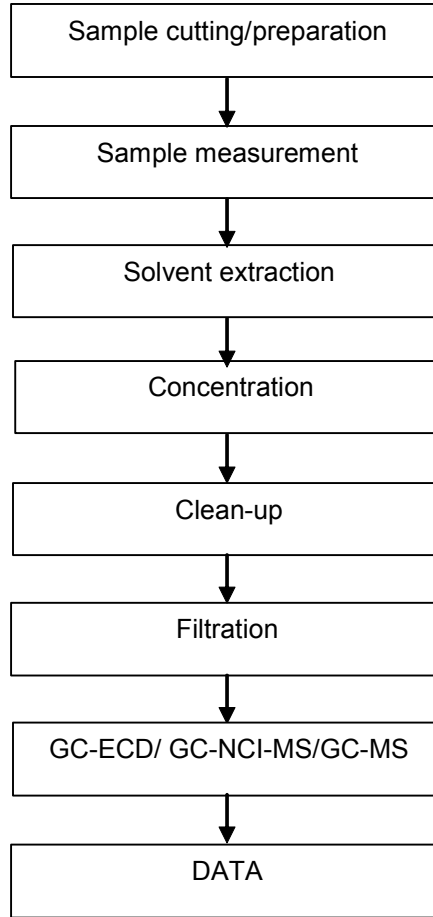 Sample cutting/preparation
Sample measurement
Solvent extraction
Concentration
Clean-up
Filtration
GC-ECD/ GC-NCI-MS/GC-MS
DATA